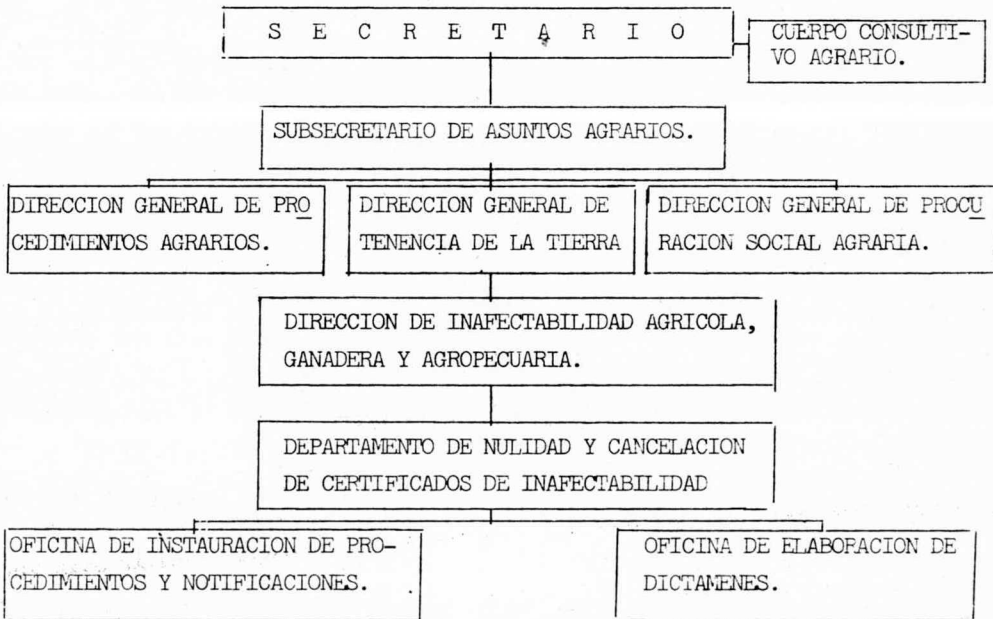 S E C R E T A R I O
CUERPO CONSULTI-
VO AGRARIO.
SUBSECRETARIO DE ASUNTOS AGRARIOS.
DIRECCION GENERAL DE PRO
CEDIMIENTOS AGRARIOS.
DIRECCION GENERAL DE
TENENCIA DE LA TIERRA
DIRECCION GENERAL DE PROCU
RACION SOCIAL AGRARIA.
DIRECCION DE INAFECTABILIDAD AGRICOLA,
GANADERA Y AGROPECUARIA.
DEPARTAMENTO DE NULIDAD Y CANCELACION
DE CERTIFICADOS DE INAFECTABILIDAD
OFICINA DE INSTAURACION DE PRO-
CEDIMIENTOS Y NOTIFICACIONES.
OFICINA DE ELABORACION DE
DICTAMENES.